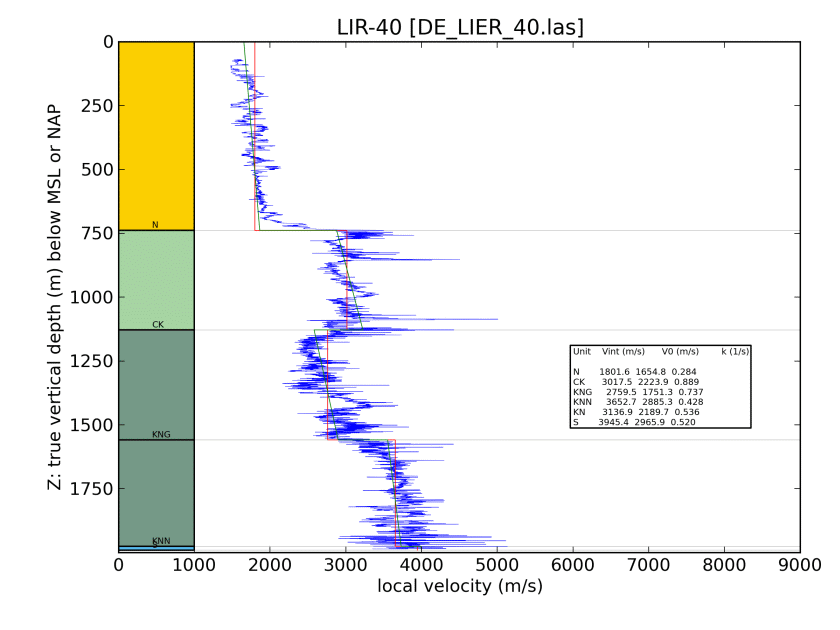 LIR-40 [DE_LIER_40.las]
0
250
500
750
1000
1250
1500
1750
Z: true vertical depth (m) below MSL or NAP
N
CK
KNG
KNN
S
Unit Vint (m/s) V0 (m/s) k (1/s)
N 1801.6 1654.8 0.284
CK 3017.5 2223.9 0.889
KNG 2759.5 1751.3 0.737
KNN 3652.7 2885.3 0.428
KN 3136.9 2189.7 0.536
S 3945.4 2965.9 0.520
0 1000 2000 3000 4000 5000 6000 7000 8000 9000
local velocity (m/s)